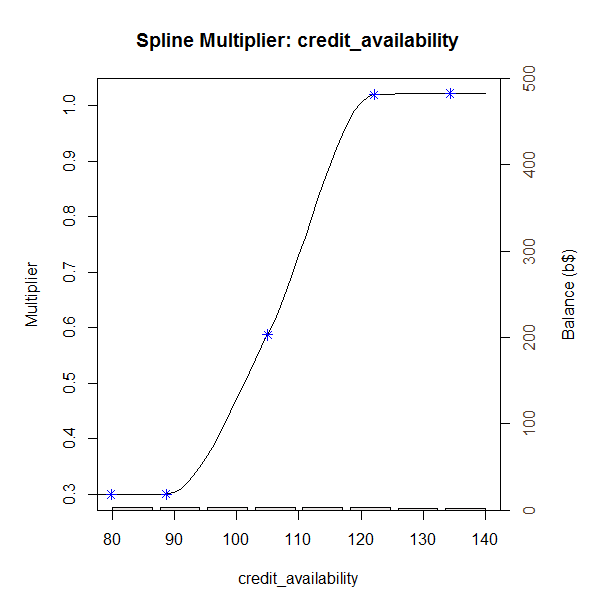 Spline Multiplier: credit_availability
Multiplier
0.3 0.4 0.5 0.6 0.7 0.8 0.9 1.0
0 100 200 300 400 500
Balance (b$)
80 90 100 110 120 130 140
credit_availability